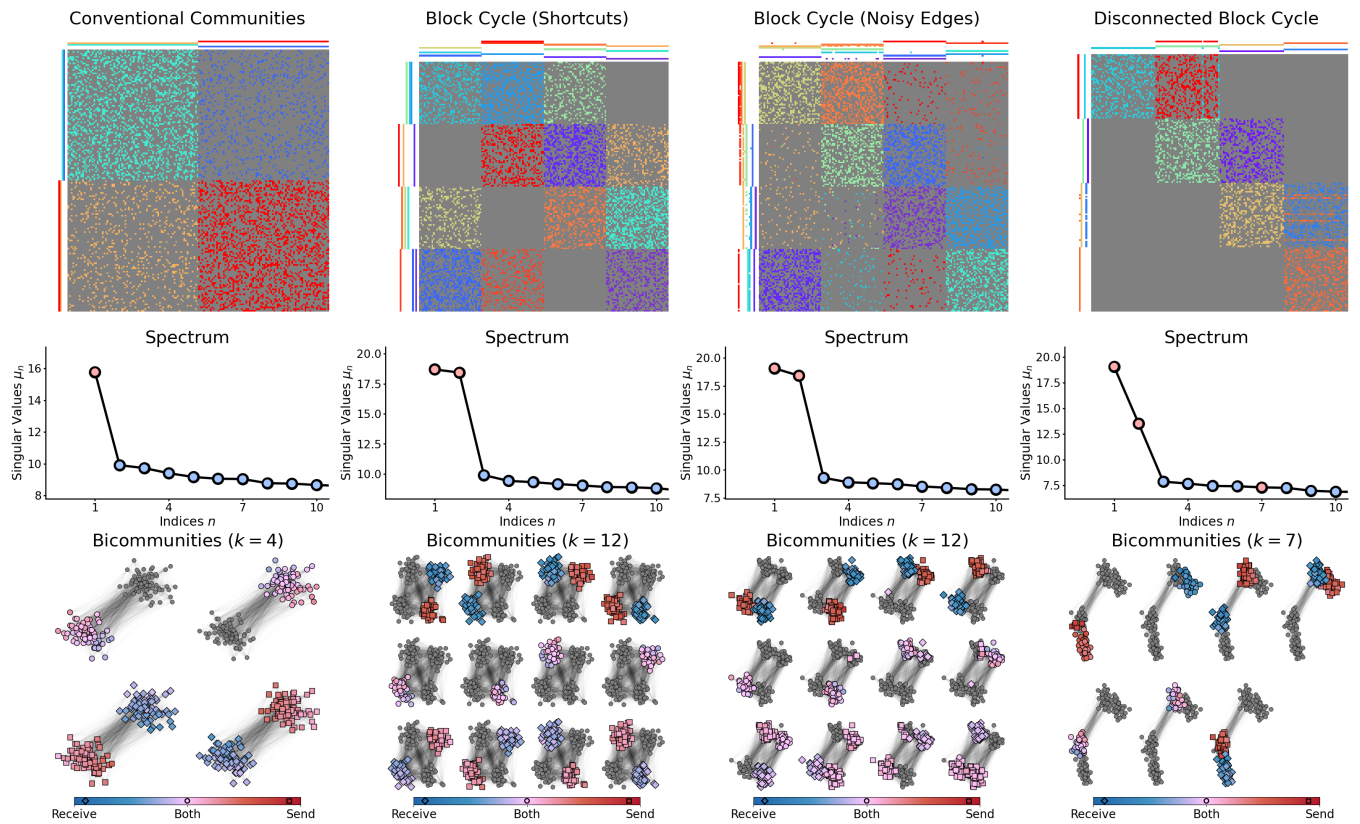 Conventional Communities
Block Cycle (Shortcuts)
Block Cycle (Noisy Edges)
Disconnected Block Cycle
Spectrum
Spectrum
Spectrum
Spectrum
Singular Values μn
16
14
12
10
8
1
4
7
10
Indices n
Singular Values μn
20.0
17.5
15.0
12.5
10.0
1
4
7
10
Indices n
Singular Values μn
20.0
17.5
15.0
12.5
10.0
7.5
1
4
7
10
Indices n
Singular Values μn
20.0
17.5
15.0
12.5
10.0
7.5
1
4
7
10
Indices n
Bicommunities (k = 4)
Bicommunities (k = 12)
Bicommunities (k = 12)
Bicommunities (k = 7)
Receive Both Send
Receive Both Send
Receive Both Send
Receive Both Send